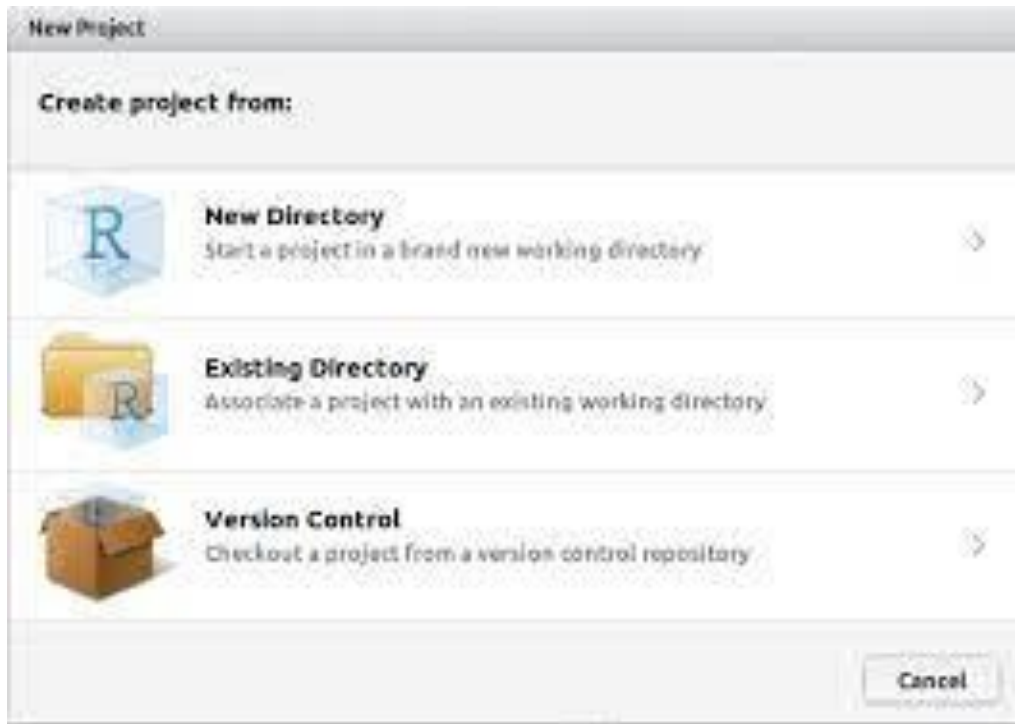 New Project
Create project from:
R
New Directory
Start a project in a brand new working directory
R
Existing Directory
Associate a project with an existing working directory
Version Control
Checkout a project from a version control repository
Cancel